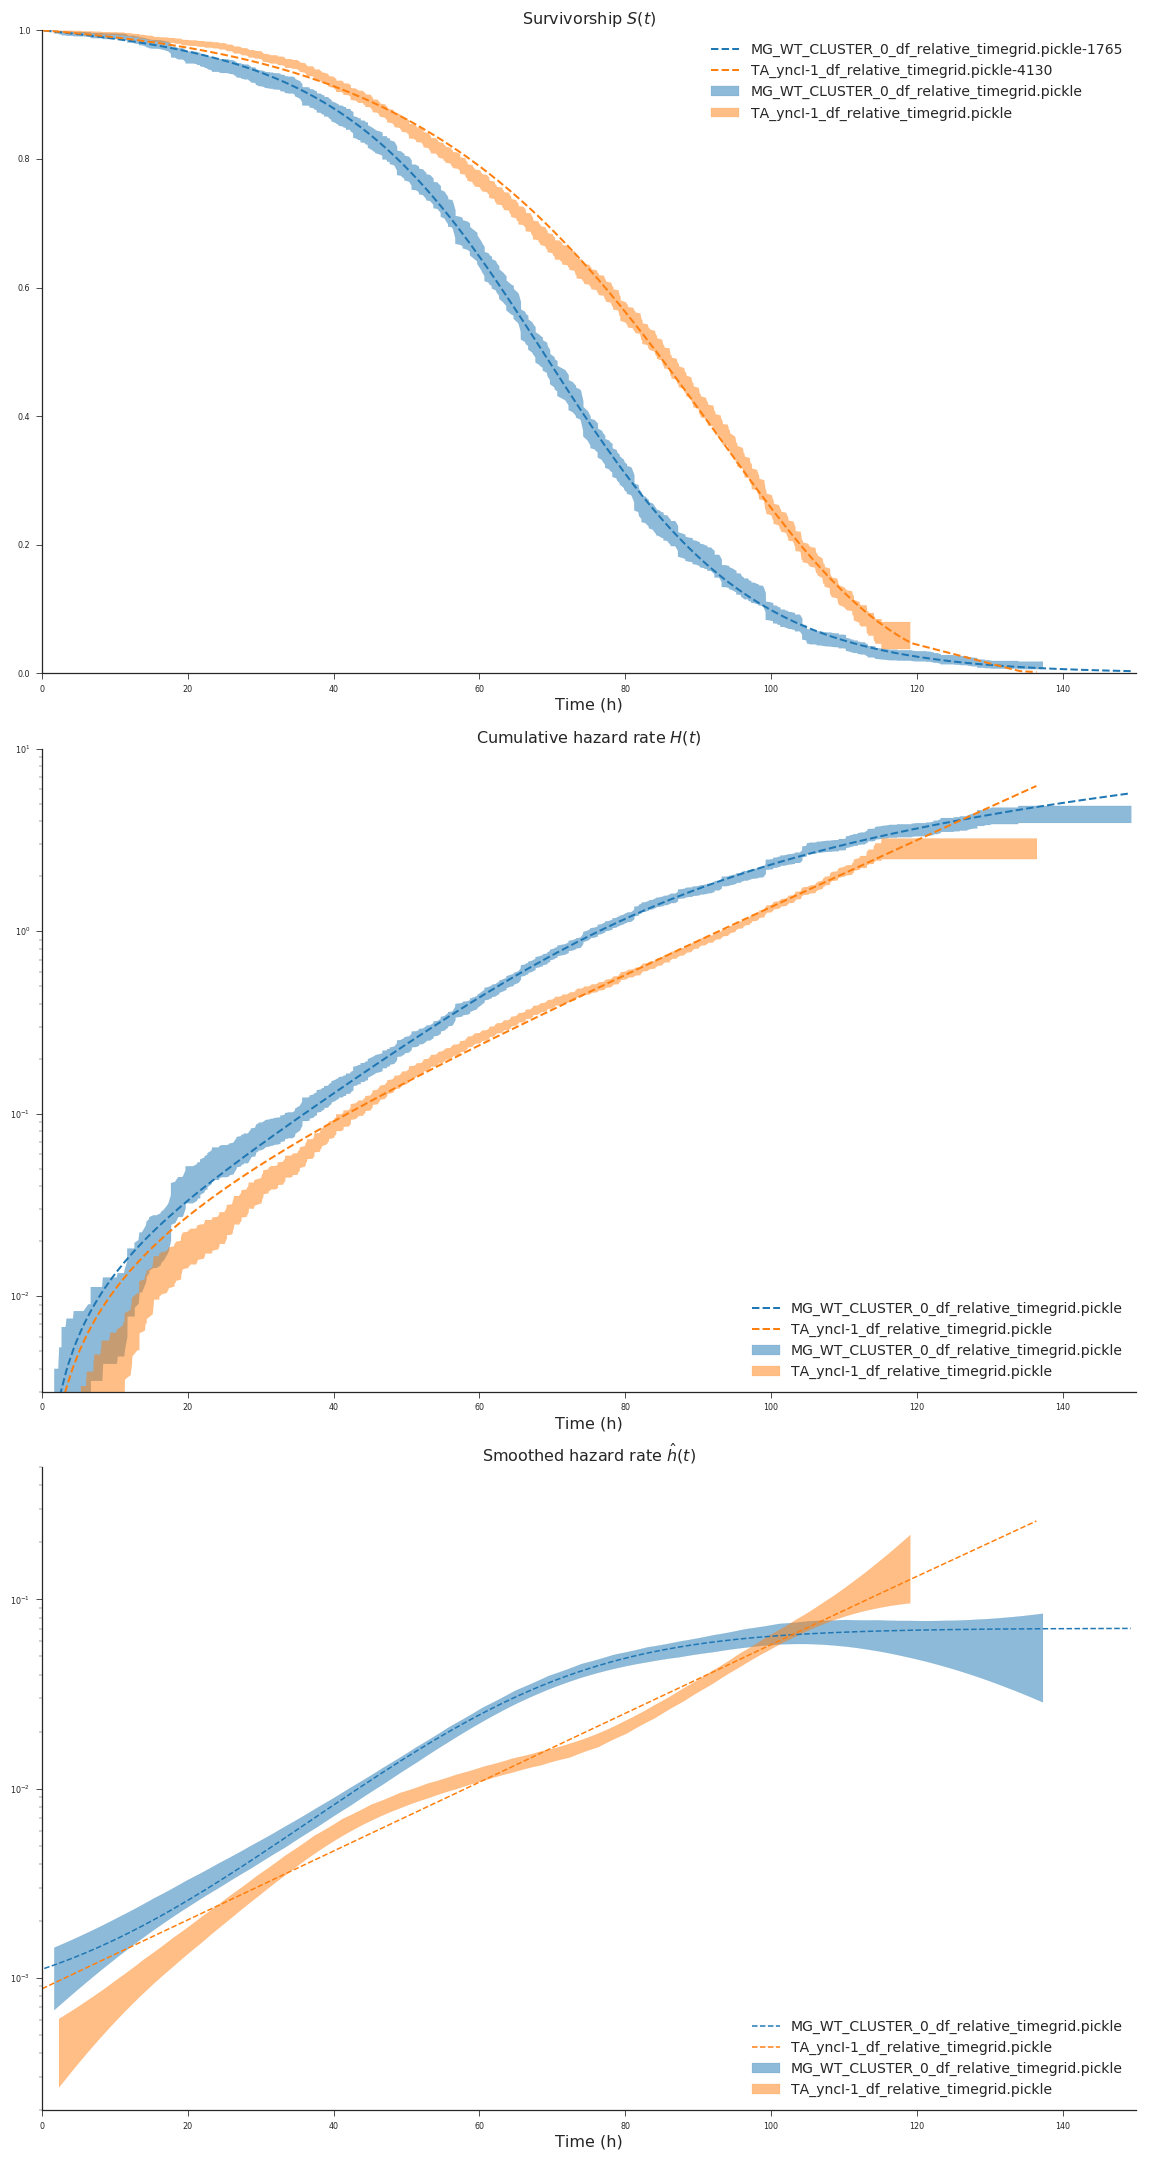 Survivorship S(t)
MG_WT_CLUSTER_0_df_relative_timegrid.pickle-1765
TA_yncI-1_df_relative_timegrid.pickle-4130
MG_WT_CLUSTER_0_df_relative_timegrid.pickle
TA_yncI-1_df_relative_timegrid.pickle
1.0
0.8
0.6
0.4
0.2
0.0
0 20 40 60 80 100 120 140
Time (h)
Cumulative hazard rate H(t)
10¹
10⁰
10⁻¹
10⁻²
MG_WT_CLUSTER_0_df_relative_timegrid.pickle
TA_yncI-1_df_relative_timegrid.pickle
MG_WT_CLUSTER_0_df_relative_timegrid.pickle
TA_yncI-1_df_relative_timegrid.pickle
0 20 40 60 80 100 120 140
Time (h)
Smoothed hazard rate ĥ(t)
10⁻¹
10⁻²
10⁻³
MG_WT_CLUSTER_0_df_relative_timegrid.pickle
TA_yncI-1_df_relative_timegrid.pickle
MG_WT_CLUSTER_0_df_relative_timegrid.pickle
TA_yncI-1_df_relative_timegrid.pickle
0 20 40 60 80 100 120 140
Time (h)